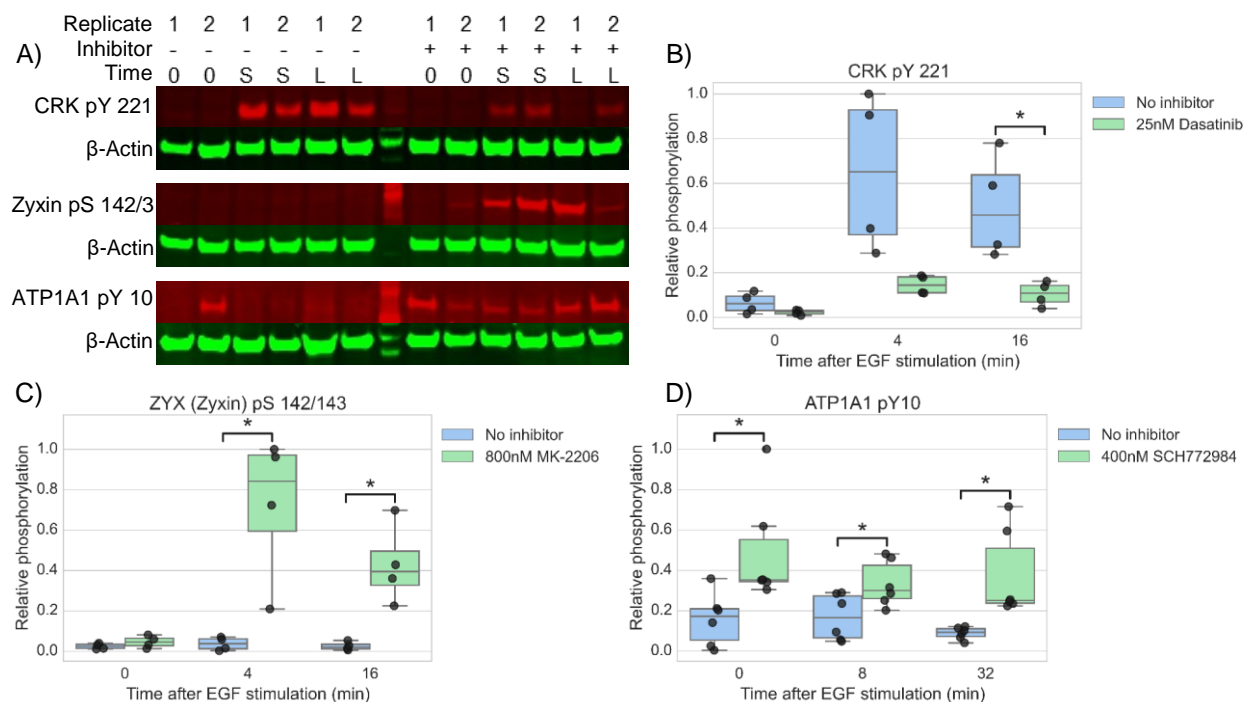 A)
Replicate 1 2 1 2 1 2 1 2 1 2 1 2
Inhibitor - - - - - - + + + + + +
Time 0 0 S S L L 0 0 S S L L
CRK pY 221
β-Actin
Zyxin pS 142/3
β-Actin
ATP1A1 pY 10
β-Actin
B)
CRK pY 221
Relative phosphorylation
1.0
0.8
0.6
0.4
0.2
0.0
*
0 4 16
Time after EGF stimulation (min)
No inhibitor
25nM Dasatinib
C)
ZYX (Zyxin) pS 142/143
Relative phosphorylation
1.0
0.8
0.6
0.4
0.2
0.0
*
*
0 4 16
Time after EGF stimulation (min)
No inhibitor
800nM MK-2206
D)
ATP1A1 pY10
Relative phosphorylation
1.0
0.8
0.6
0.4
0.2
0.0
*
*
*
0 8 32
Time after EGF stimulation (min)
No inhibitor
400nM SCH772984